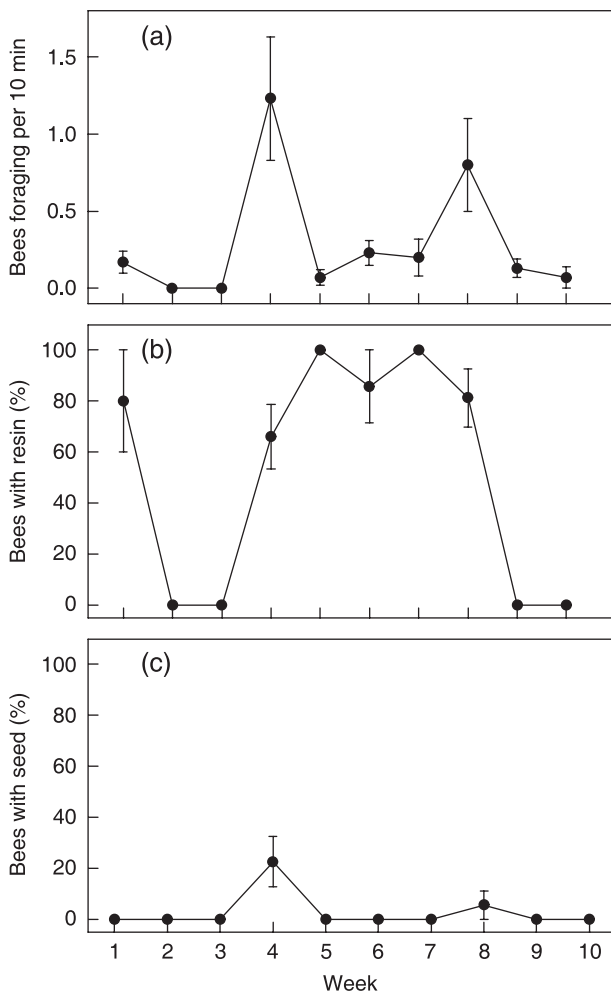 (a)
Bees foraging per 10 min
1.5
1.0
0.5
0.0
(b)
Bees with resin (%)
100
80
60
40
20
0
(c)
Bees with seed (%)
100
80
60
40
20
0
1 2 3 4 5 6 7 8 9 10
Week